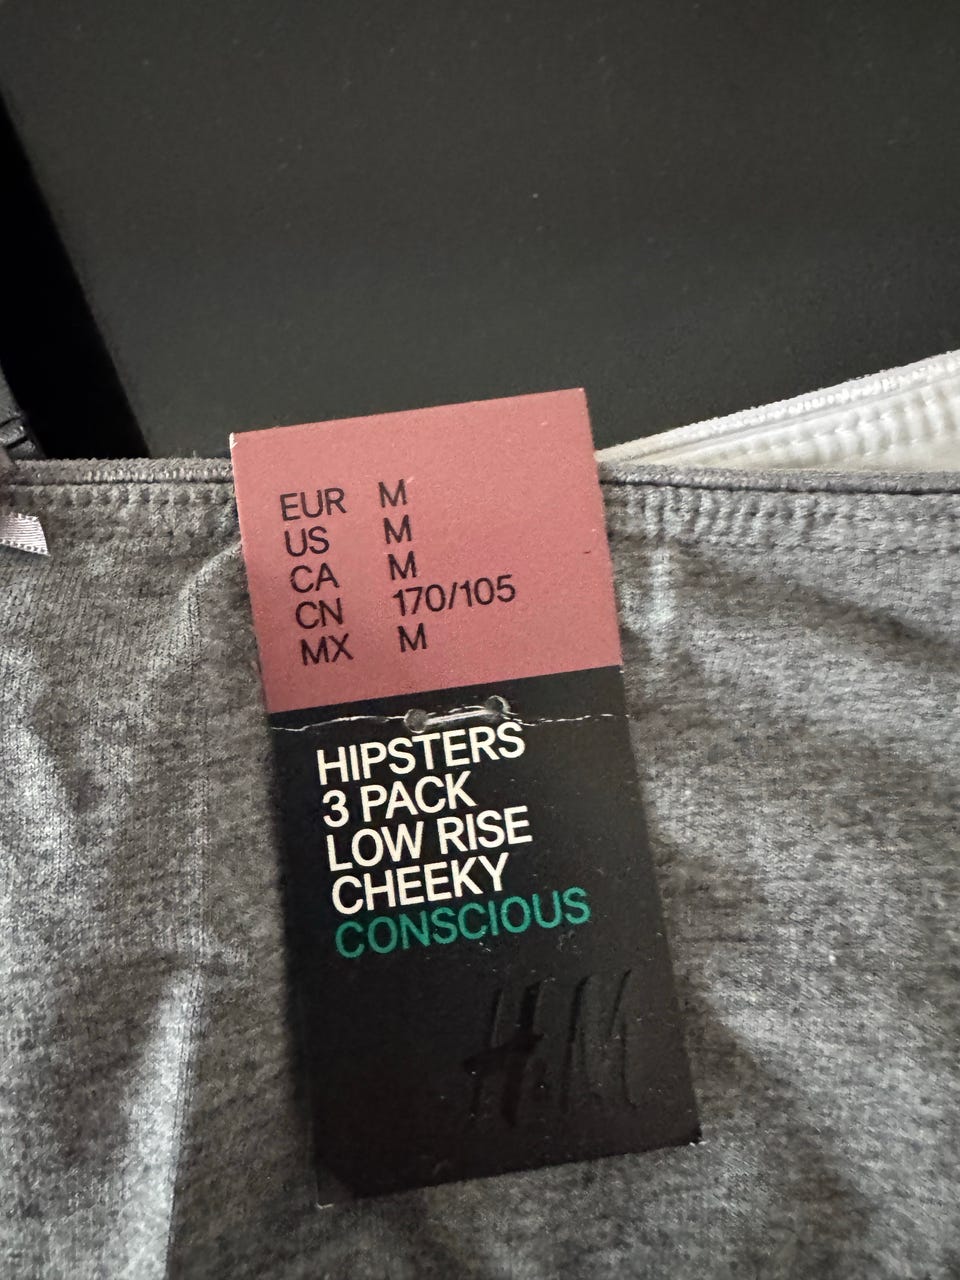 EUR M
US M
CA M
CN 170/105
MX M
HIPSTERS
3 PACK
LOW RISE
CHEEKY
CONSCIOUS
H&M